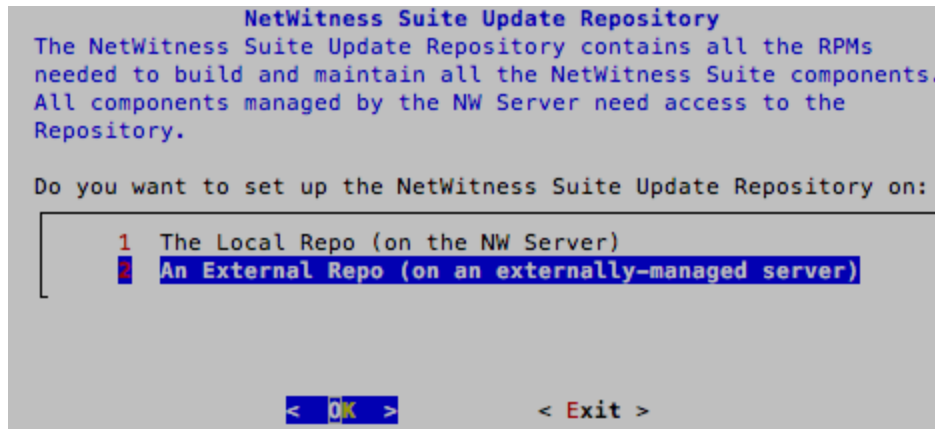 NetWitness Suite Update Repository
The NetWitness Suite Update Repository contains all the RPMs
needed to build and maintain all the NetWitness Suite components.
All components managed by the NW Server need access to the
Repository.
Do you want to set up the NetWitness Suite Update Repository on:
1 The Local Repo (on the NW Server)
2 An External Repo (on an externally-managed server)
< OK > < Exit >